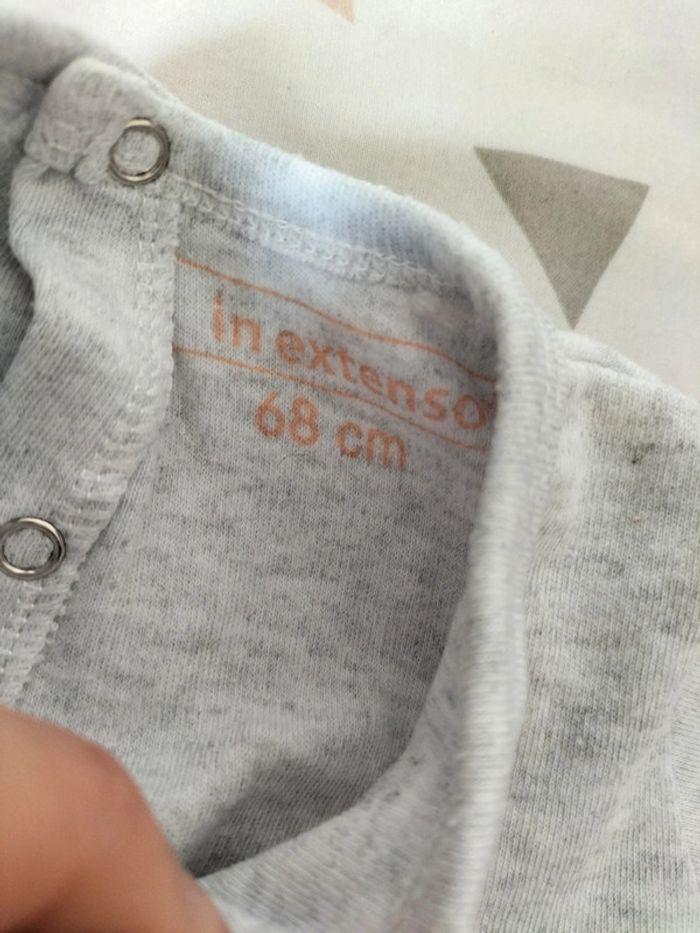 in extenso
68 cm